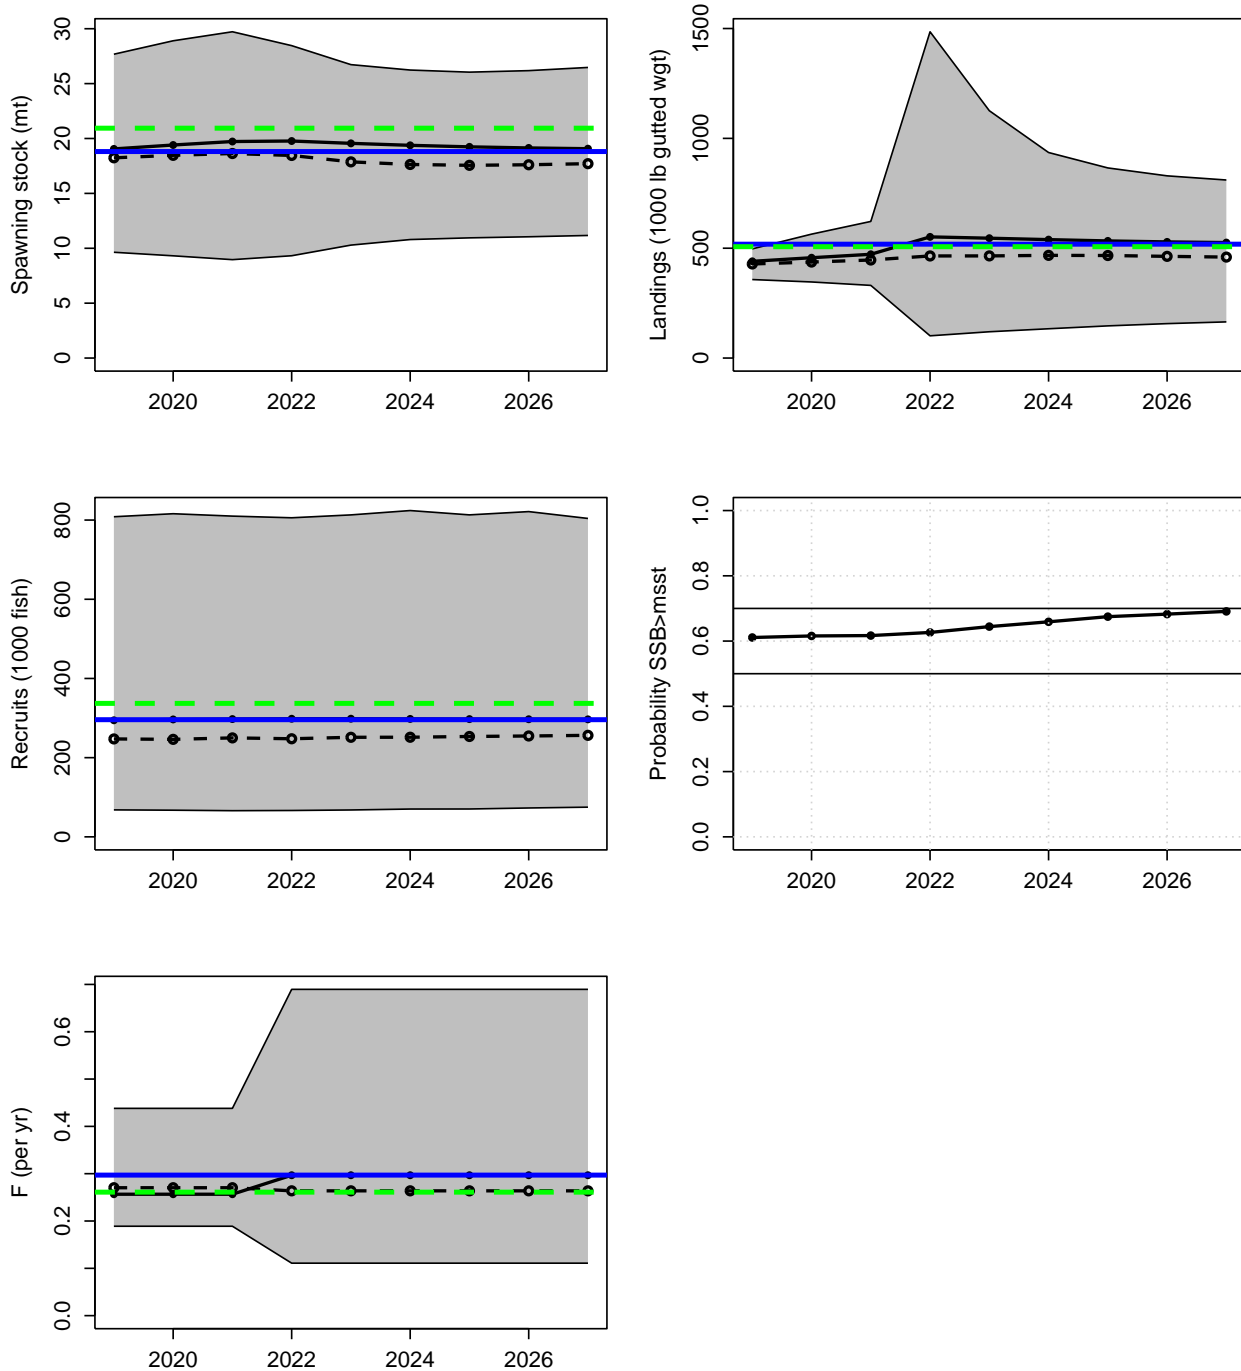 Spawning stock (mt)
0 5 10 15 20 25 30
2020 2022 2024 2026
Landings (1000 lb gutted wgt)
0 500 1000 1500
2020 2022 2024 2026
Recruits (1000 fish)
0 200 400 600 800
2020 2022 2024 2026
Probability SSB>msst
0.0 0.2 0.4 0.6 0.8 1.0
2020 2022 2024 2026
F (per yr)
0.0 0.2 0.4 0.6
2020 2022 2024 2026